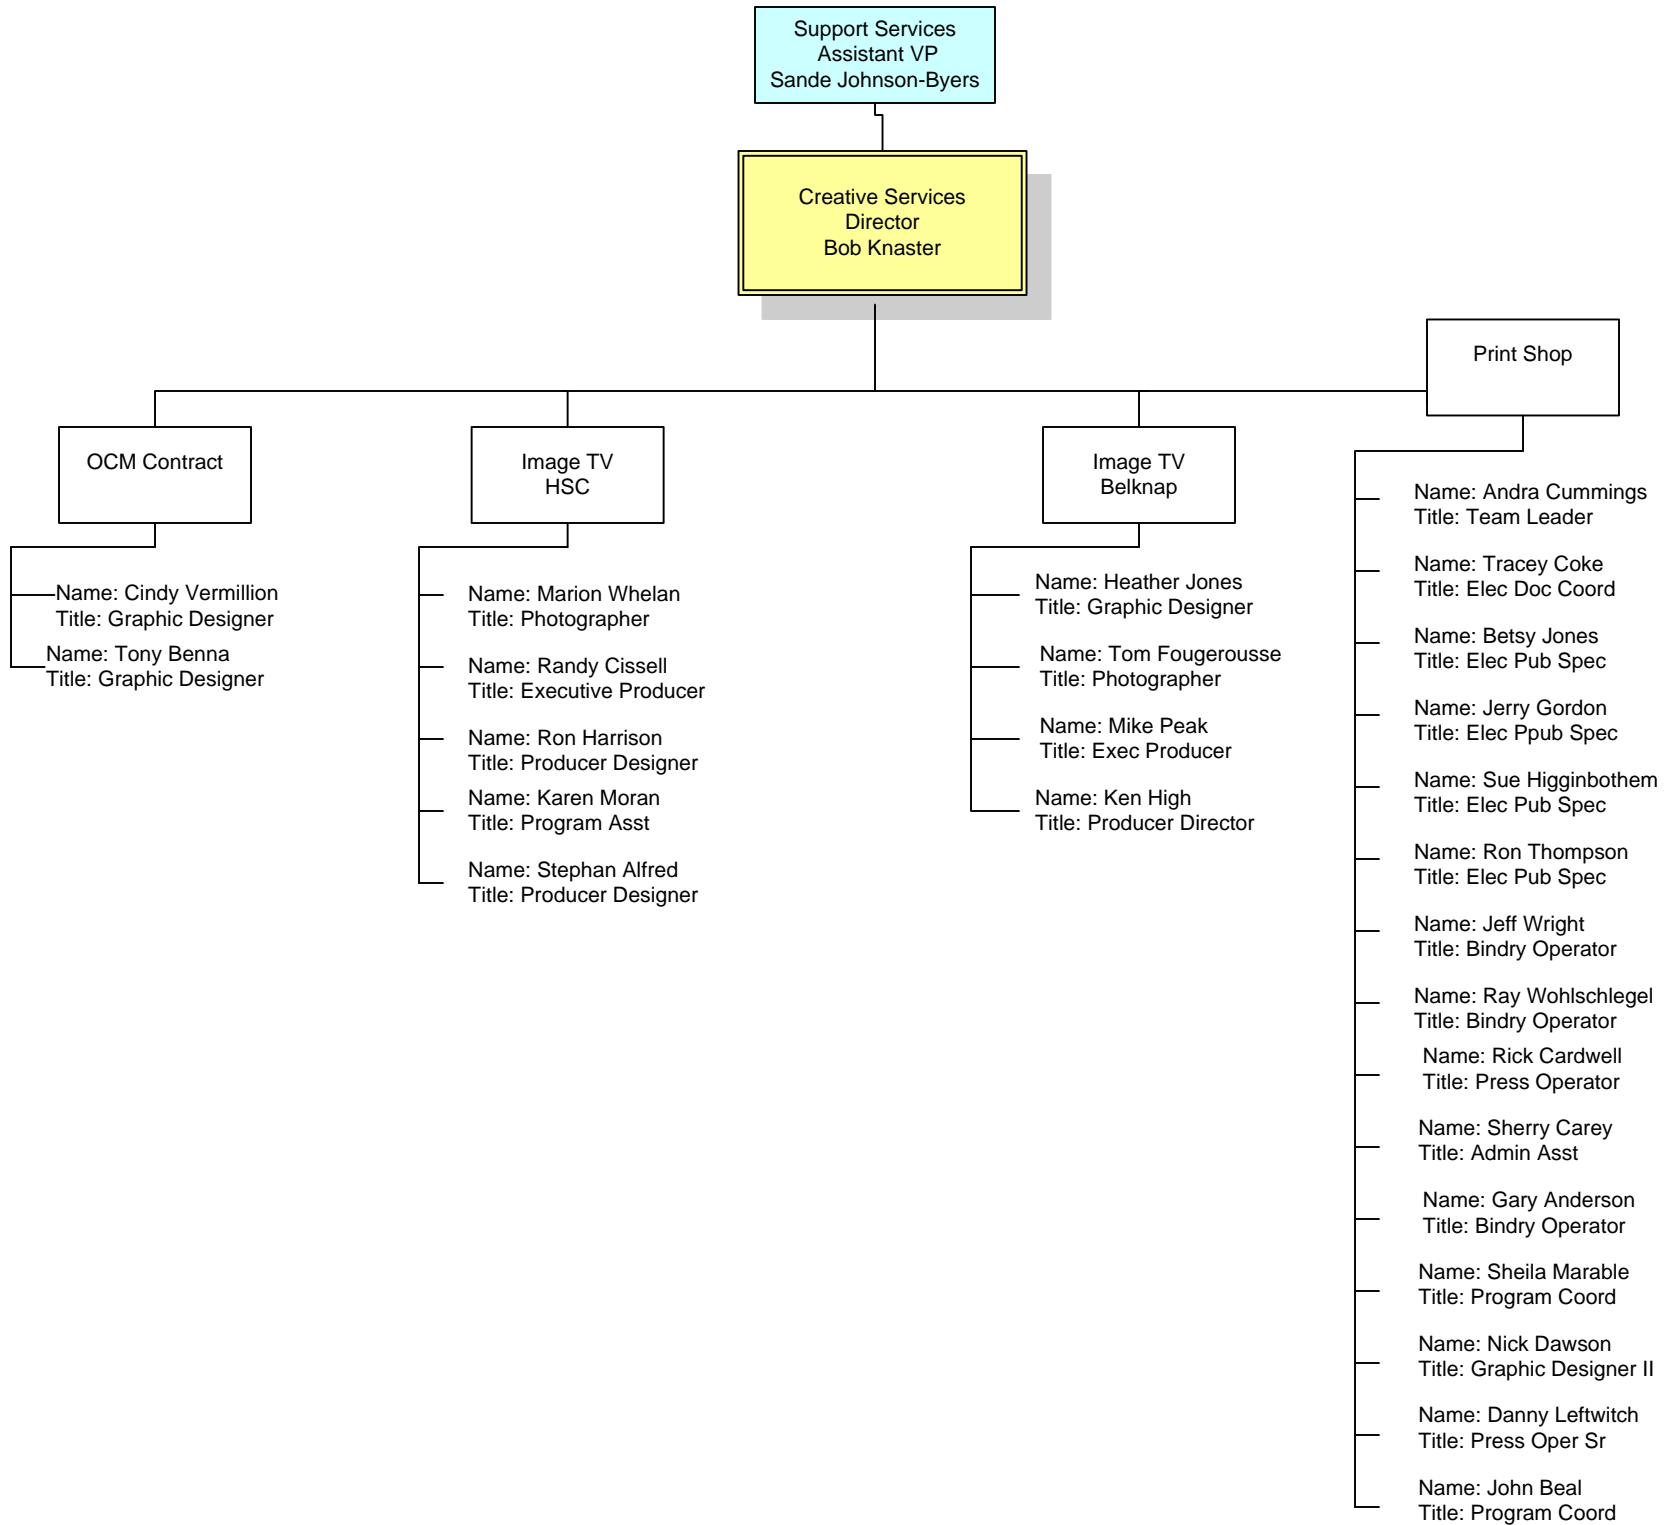 Support Services
Assistant VP
Sande Johnson-Byers
Creative Services
Director
Bob Knaster
Print Shop
OCM Contract
Image TV
HSC
Image TV
Belknap
Name: Cindy Vermillion
Title: Graphic Designer
Name: Tony Benna
Title: Graphic Designer
Name: Marion Whelan
Title: Photographer
Name: Randy Cissell
Title: Executive Producer
Name: Ron Harrison
Title: Producer Designer
Name: Karen Moran
Title: Program Asst
Name: Stephan Alfred
Title: Producer Designer
Name: Heather Jones
Title: Graphic Designer
Name: Tom Fougerousse
Title: Photographer
Name: Mike Peak
Title: Exec Producer
Name: Ken High
Title: Producer Director
Name: Andra Cummings
Title: Team Leader
Name: Tracey Coke
Title: Elec Doc Coord
Name: Betsy Jones
Title: Elec Pub Spec
Name: Jerry Gordon
Title: Elec Ppub Spec
Name: Sue Higginbothem
Title: Elec Pub Spec
Name: Ron Thompson
Title: Elec Pub Spec
Name: Jeff Wright
Title: Bindry Operator
Name: Ray Wohlschlegel
Title: Bindry Operator
Name: Rick Cardwell
Title: Press Operator
Name: Sherry Carey
Title: Admin Asst
Name: Gary Anderson
Title: Bindry Operator
Name: Sheila Marable
Title: Program Coord
Name: Nick Dawson
Title: Graphic Designer II
Name: Danny Leftwitch
Title: Press Oper Sr
Name: John Beal
Title: Program Coord